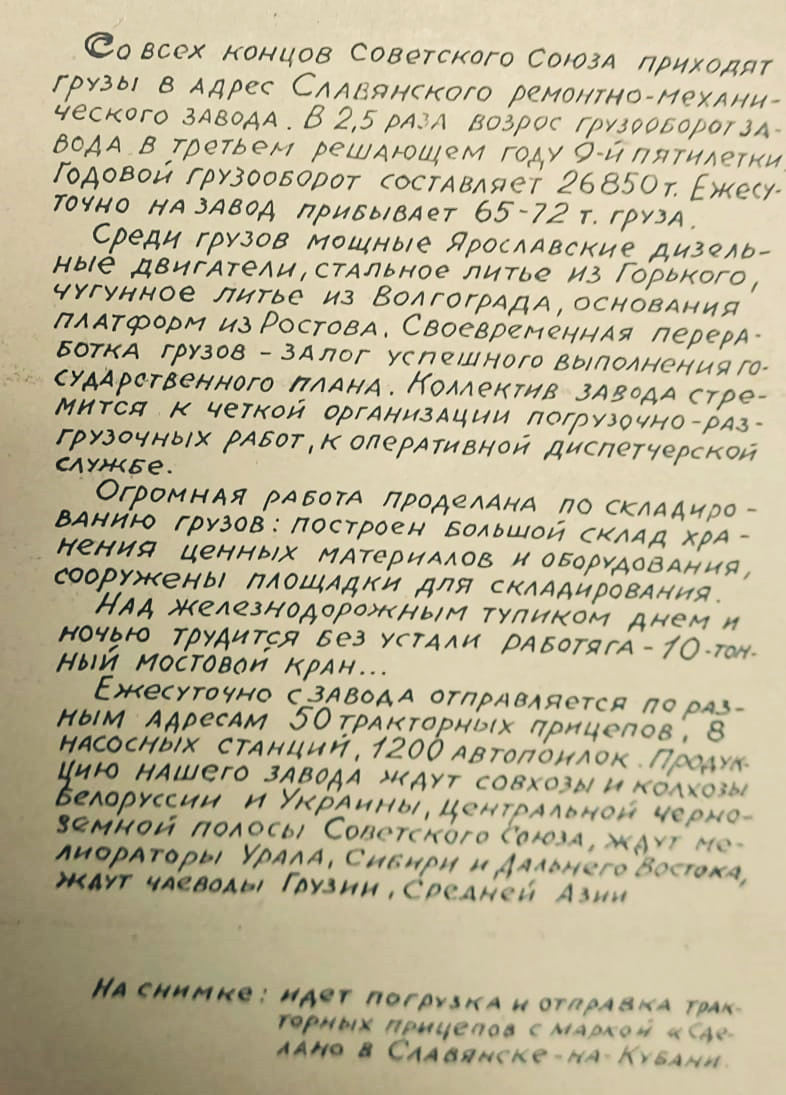 Со всех концов Советского Союза приходят
грузы в адрес Славянского ремонтно-механи-
ческого завода. В 2,5 раза возрос грузооборот за-
вода в третьем решающем году 9-й пятилетки
Годовой грузооборот составляет 26850 т. Ежесу-
точно на завод прибывает 65-72 т. груза.
Среди грузов мощные Ярославские дизель-
ные двигатели, стальное литье из Горького,
чугунное литье из Волгограда, основания
платформ из Ростова. Своевременная перера-
ботка грузов - залог успешного выполнения го-
сударственного плана. Коллектив завода стре-
мится к четкой организации погрузочно-раз-
грузочных работ, к оперативной диспетчерской
службе.
Огромная работа проделана по складиро-
ванию грузов: построен большой склад хра-
нения ценных материалов и оборудования,
сооружены площадки для складирования.
Над железнодорожным тупиком днем и
ночью трудится без устали работяга - 10-тон-
ный мостовой кран...
Ежесуточно с завода отправляется по раз-
ным адресам 50 тракторных прицепов, 8
насосных станций, 1200 автопоилок. Продук-
цию нашего завода ждут совхозы и колхозы
Белоруссии и Украины, центральной черно-
земной полосы Советского Союза, ждут ме-
лиораторы Урала, Сибири и Дальнего Востока,
ждут чаеводы Грузии, Средней Азии
На снимке: идет погрузка и отправка трак-
торных прицепов с маркой «Сде-
лано в Славянске-на-Кубани.